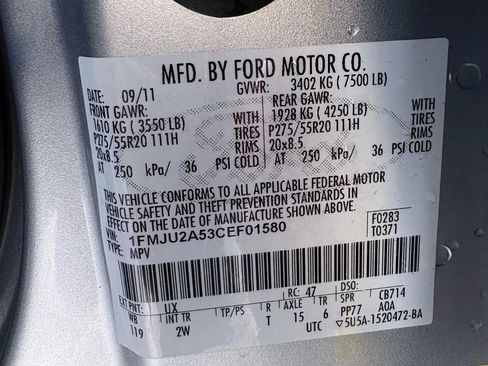 MFD. BY FORD MOTOR CO.
DATE: 09/11 GVWR: 3402 KG ( 7500 LB)
FRONT GAWR: REAR GAWR:
1610 KG ( 3550 LB) WITH 1928 KG ( 4250 LB) WITH
P275/55R20 111H TIRES P275/55R20 111H TIRES
20x8.5 RIMS 20x8.5 RIMS
AT 250 kPa/ 36 PSI COLD AT 250 kPa/ 36 PSI COLD
THIS VEHICLE CONFORMS TO ALL APPLICABLE FEDERAL MOTOR
VEHICLE SAFETY AND THEFT PREVENTION STANDARDS IN EFFECT
ON THE DATE OF MANUFACTURE SHOWN ABOVE.
VIN: 1FMJU2A53CEF01580 F0283
TYPE: MPV T0371
EXT PNT: UX RC: 47 DSO:
WB INT TR TP/PS R AXLE TR SPR CB714
119 2W T 15 6 PP77 AOA
UTC ▽5U5A-1520472-BA